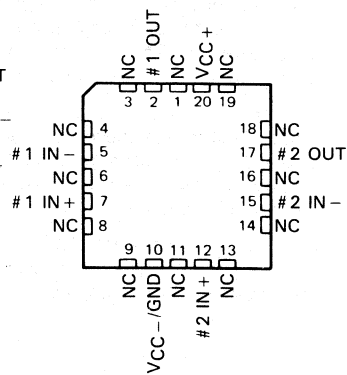 T
NC
#1 OUT
NC
VCC+
NC
3 2 1 20 19
NC 4
#1 IN- 5
NC 6
#1 IN+ 7
NC 8
18 NC
17 #2 OUT
16 NC
15 #2 IN-
14 NC
9 10 11 12 13
NC
VCC-/GND
NC
#2 IN+
NC